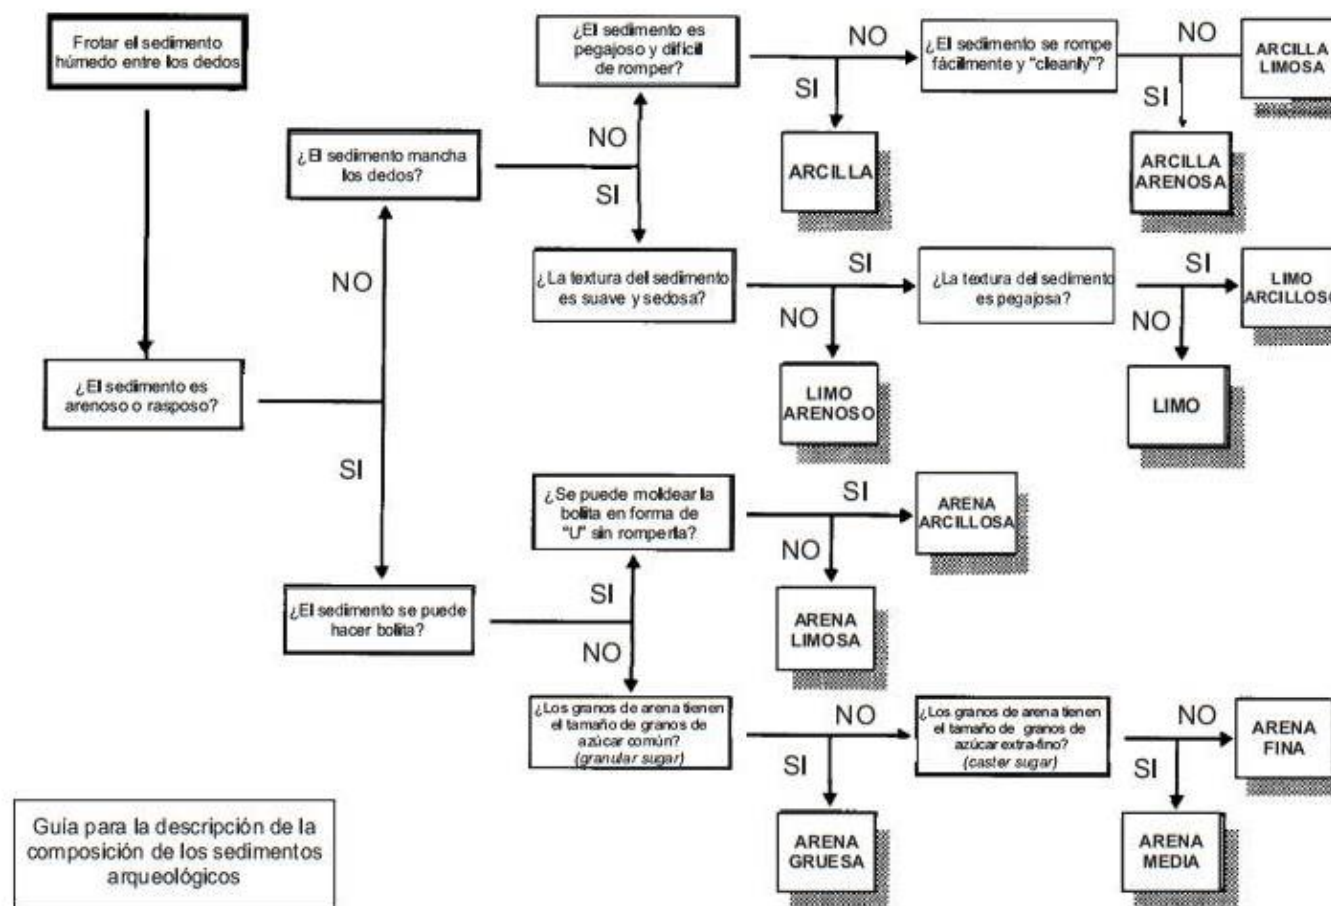 Frotar el sedimento
húmedo entre los dedos
¿El sedimento es
arenoso o rasposo?
NO
SI
¿El sedimento mancha
los dedos?
NO
SI
¿El sedimento es
pegajoso y difícil
de romper?
NO
SI
ARCILLA
¿El sedimento se rompe
fácilmente y "cleanly"?
NO
SI
ARCILLA
LIMOSA
ARCILLA
ARENOSA
¿La textura del sedimento
es suave y sedosa?
SI
NO
LIMO
ARENOSO
¿La textura del sedimento
es pegajosa?
SI
NO
LIMO
ARCILLOSO
LIMO
¿El sedimento se puede
hacer bolita?
SI
NO
¿Se puede moldear la
bolita en forma de
"U" sin romperla?
SI
NO
ARENA
ARCILLOSA
ARENA
LIMOSA
¿Los granos de arena tienen
el tamaño de granos de
azúcar común?
(granular sugar)
NO
SI
ARENA
GRUESA
¿Los granos de arena tienen
el tamaño de granos de
azúcar extra-fino?
(caster sugar)
NO
SI
ARENA
FINA
ARENA
MEDIA
Guía para la descripción de la
composición de los sedimentos
arqueológicos